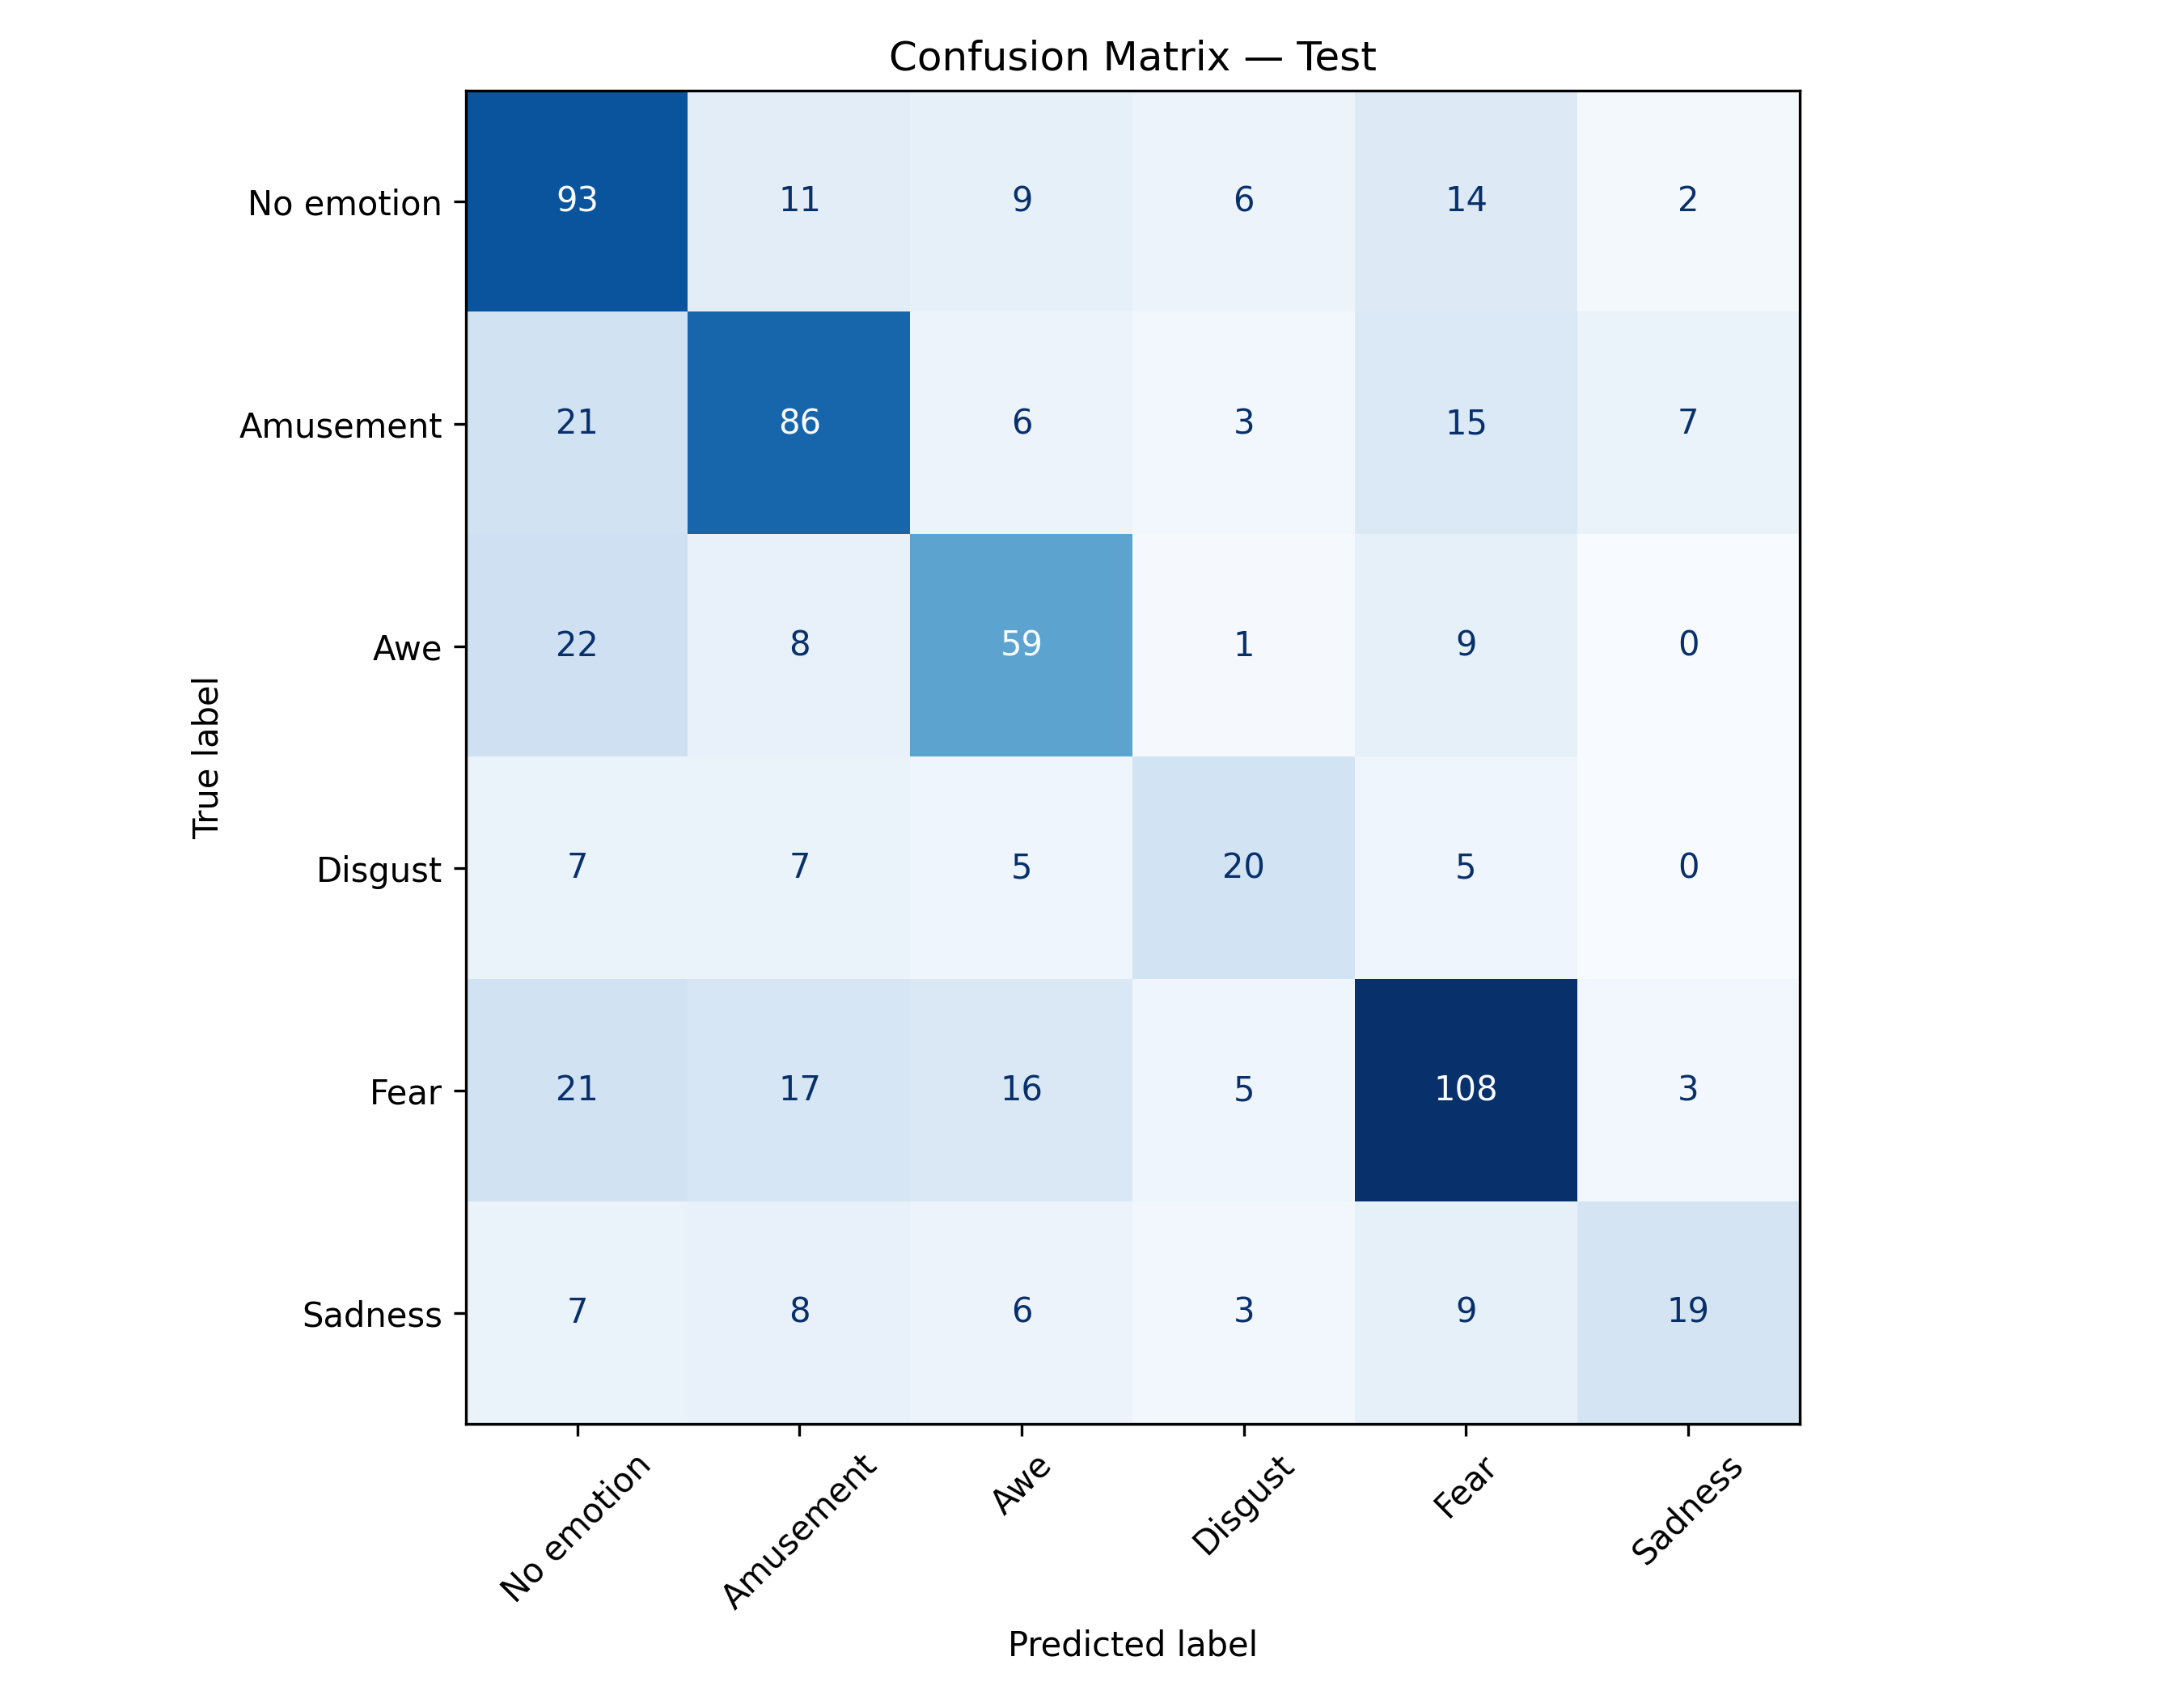 Confusion Matrix — Test
No emotion 93 11 9 6 14 2
Amusement 21 86 6 3 15 7
Awe 22 8 59 1 9 0
Disgust 7 7 5 20 5 0
Fear 21 17 16 5 108 3
Sadness 7 8 6 3 9 19
True label
No emotion Amusement Awe Disgust Fear Sadness
Predicted label